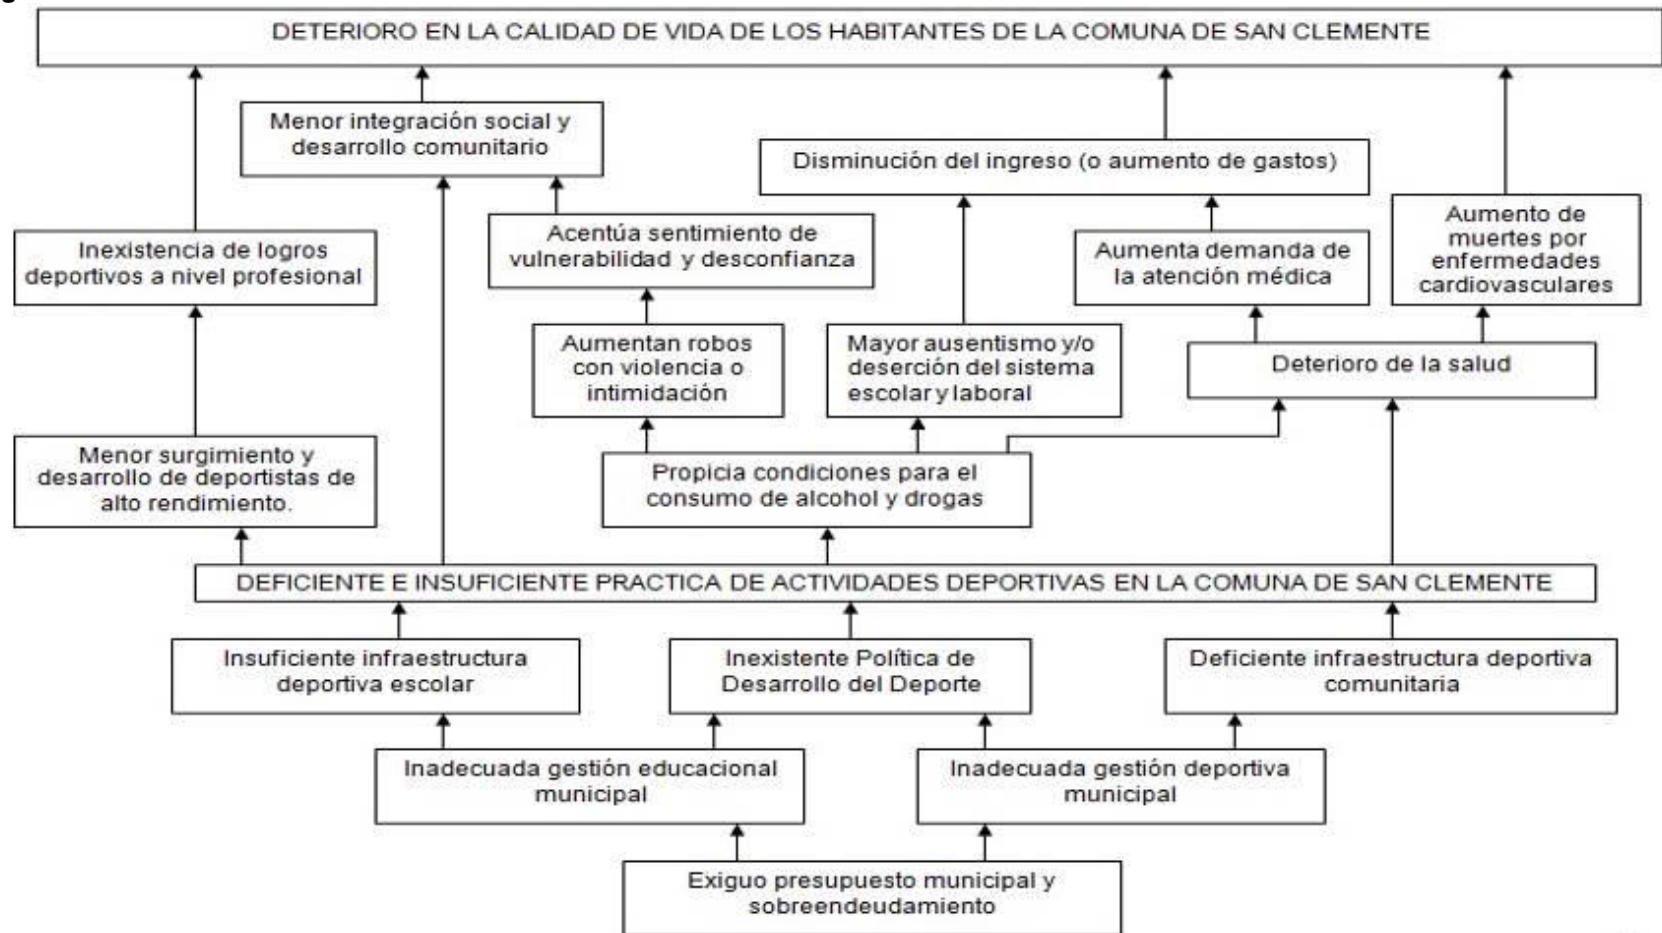 DETERIORO EN LA CALIDAD DE VIDA DE LOS HABITANTES DE LA COMUNA DE SAN CLEMENTE
Menor integración social y
desarrollo comunitario
Disminución del ingreso (o aumento de gastos)
Inexistencia de logros
deportivos a nivel profesional
Acentúa sentimiento de
vulnerabilidad y desconfianza
Aumenta demanda de
la atención médica
Aumento de
muertes por
enfermedades
cardiovasculares
Aumentan robos
con violencia o
intimidación
Mayor ausentismo y/o
deserción del sistema
escolar y laboral
Deterioro de la salud
Menor surgimiento y
desarrollo de deportistas de
alto rendimiento.
Propicia condiciones para el
consumo de alcohol y drogas
DEFICIENTE E INSUFICIENTE PRACTICA DE ACTIVIDADES DEPORTIVAS EN LA COMUNA DE SAN CLEMENTE
Insuficiente infraestructura
deportiva escolar
Inexistente Política de
Desarrollo del Deporte
Deficiente infraestructura deportiva
comunitaria
Inadecuada gestión educacional
municipal
Inadecuada gestión deportiva
municipal
Exiguo presupuesto municipal y
sobreendeudamiento